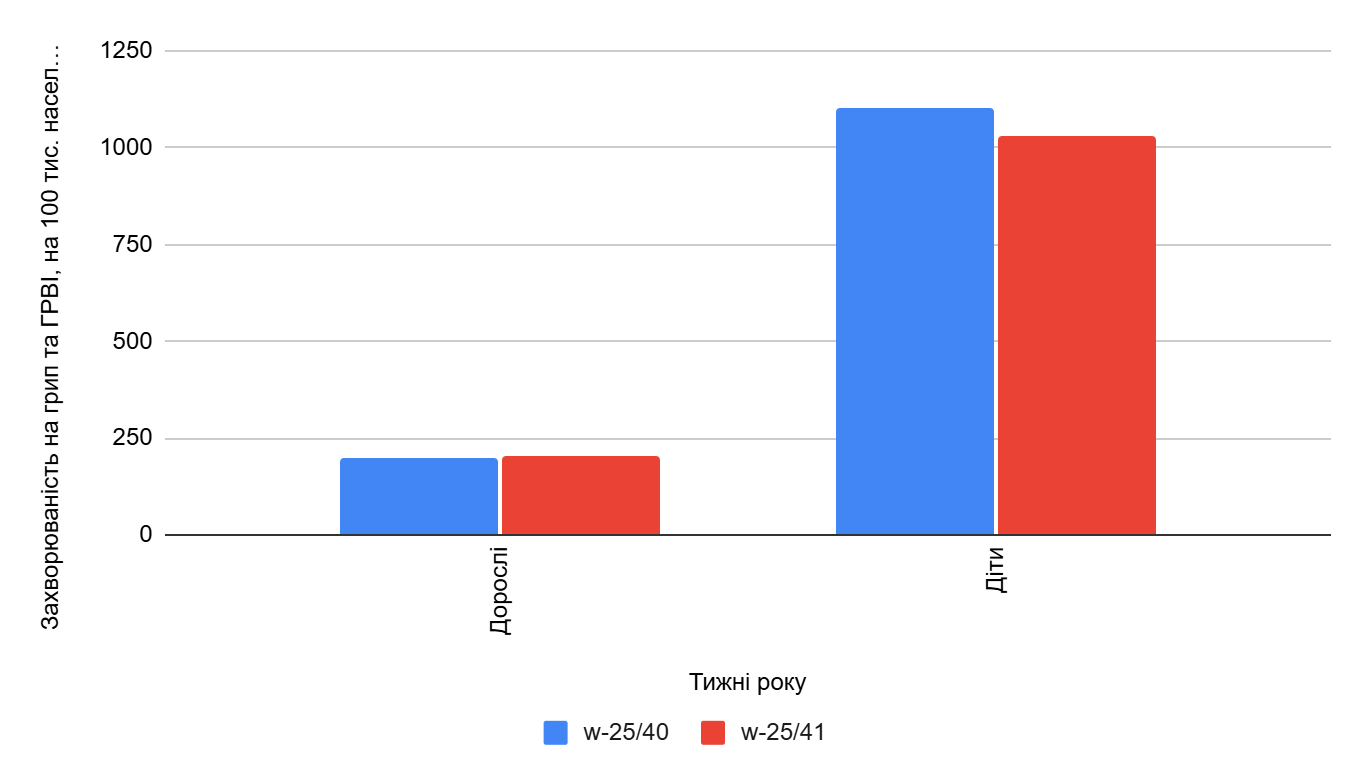 Захворюваність на грип та ГРВІ, на 100 тис. насел…
1250
1000
750
500
250
0
Дорослі
Діти
Тижні року
w-25/40
w-25/41